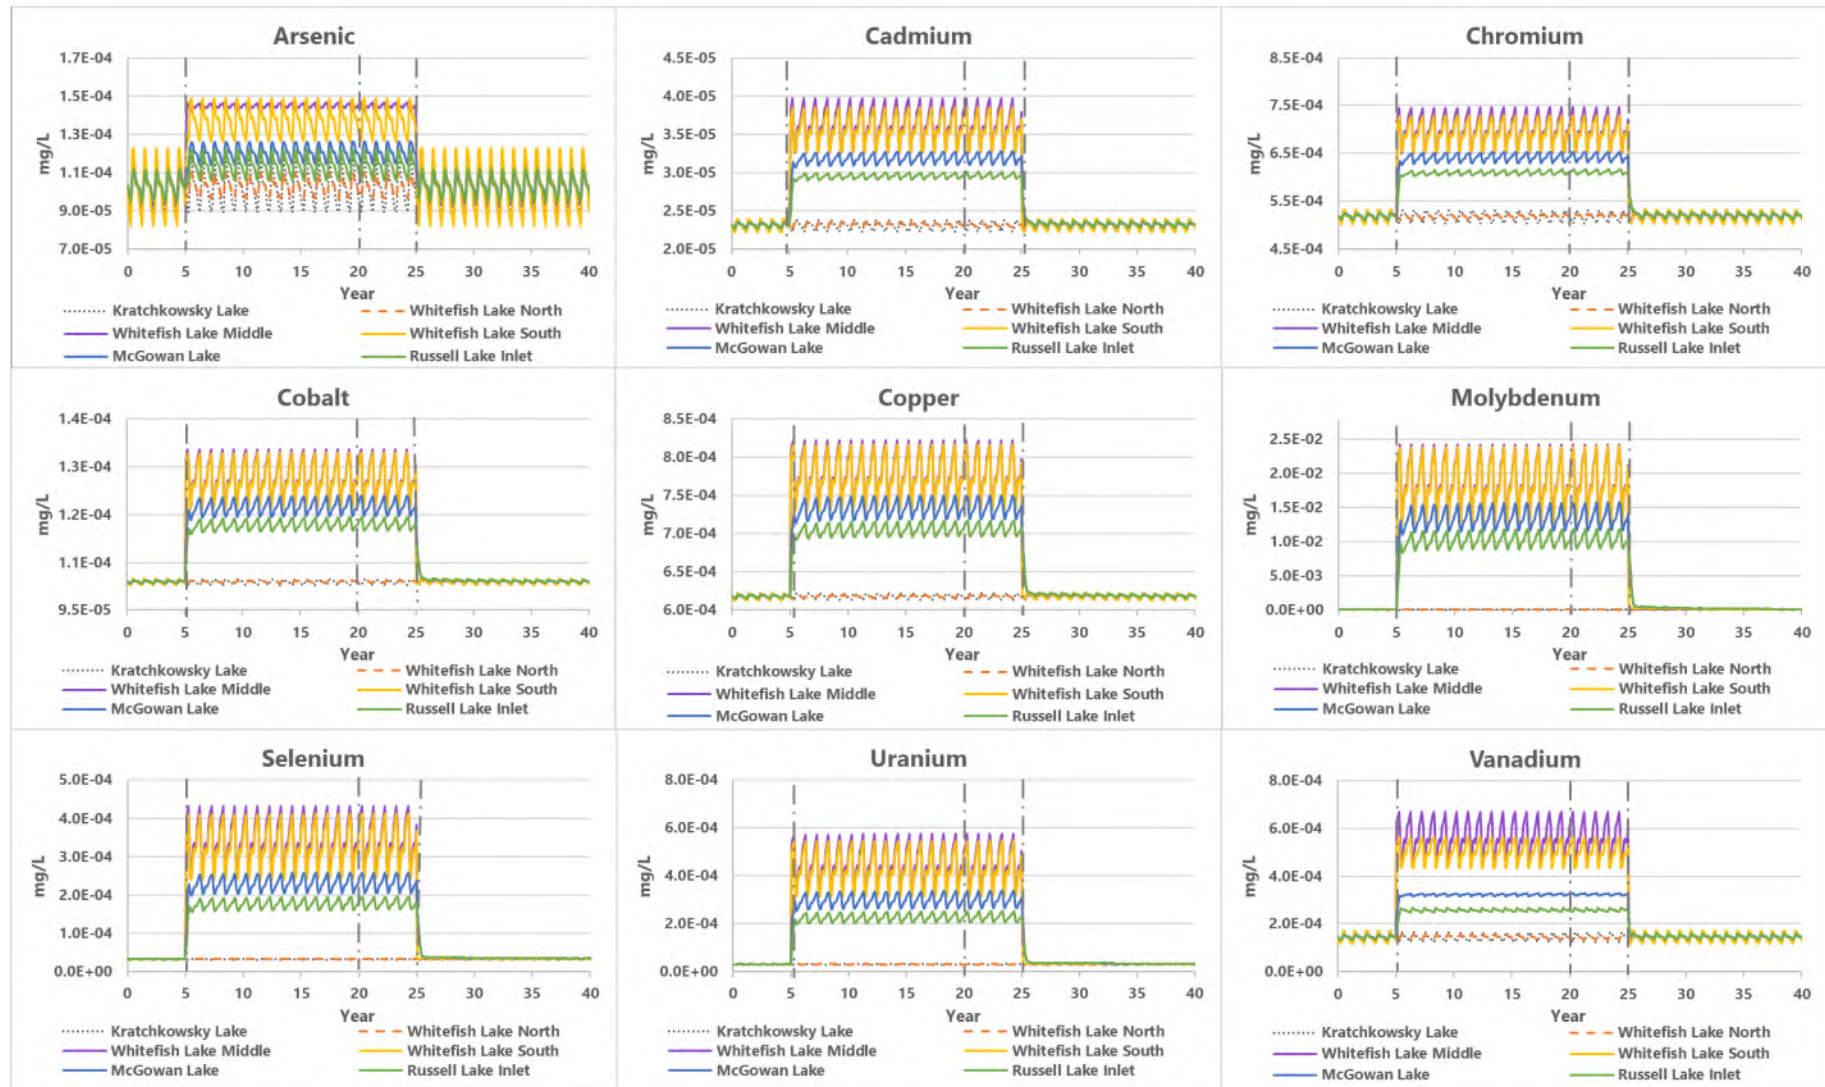 Arsenic
1.7E-04
1.5E-04
1.3E-04
1.1E-04
9.0E-05
7.0E-05
mg/L
0 5 10 15 20 25 30 35 40
Year
Kratchkowsky Lake Whitefish Lake North
Whitefish Lake Middle Whitefish Lake South
McGowan Lake Russell Lake Inlet
Cadmium
4.5E-05
4.0E-05
3.5E-05
3.0E-05
2.5E-05
2.0E-05
mg/L
0 5 10 15 20 25 30 35 40
Year
Kratchkowsky Lake Whitefish Lake North
Whitefish Lake Middle Whitefish Lake South
McGowan Lake Russell Lake Inlet
Chromium
8.5E-04
7.5E-04
6.5E-04
5.5E-04
4.5E-04
mg/L
0 5 10 15 20 25 30 35 40
Year
Kratchkowsky Lake Whitefish Lake North
Whitefish Lake Middle Whitefish Lake South
McGowan Lake Russell Lake Inlet
Cobalt
1.4E-04
1.3E-04
1.2E-04
1.1E-04
9.5E-05
mg/L
0 5 10 15 20 25 30 35 40
Year
Kratchkowsky Lake Whitefish Lake North
Whitefish Lake Middle Whitefish Lake South
McGowan Lake Russell Lake Inlet
Copper
8.5E-04
8.0E-04
7.5E-04
7.0E-04
6.5E-04
6.0E-04
mg/L
0 5 10 15 20 25 30 35 40
Year
Kratchkowsky Lake Whitefish Lake North
Whitefish Lake Middle Whitefish Lake South
McGowan Lake Russell Lake Inlet
Molybdenum
2.5E-02
2.0E-02
1.5E-02
1.0E-02
5.0E-03
0.0E+00
mg/L
0 5 10 15 20 25 30 35 40
Year
Kratchkowsky Lake Whitefish Lake North
Whitefish Lake Middle Whitefish Lake South
McGowan Lake Russell Lake Inlet
Selenium
5.0E-04
4.0E-04
3.0E-04
2.0E-04
1.0E-04
0.0E+00
mg/L
0 5 10 15 20 25 30 35 40
Year
Kratchkowsky Lake Whitefish Lake North
Whitefish Lake Middle Whitefish Lake South
McGowan Lake Russell Lake Inlet
Uranium
8.0E-04
6.0E-04
4.0E-04
2.0E-04
0.0E+00
mg/L
0 5 10 15 20 25 30 35 40
Year
Kratchkowsky Lake Whitefish Lake North
Whitefish Lake Middle Whitefish Lake South
McGowan Lake Russell Lake Inlet
Vanadium
8.0E-04
6.0E-04
4.0E-04
2.0E-04
0.0E+00
mg/L
0 5 10 15 20 25 30 35 40
Year
Kratchkowsky Lake Whitefish Lake North
Whitefish Lake Middle Whitefish Lake South
McGowan Lake Russell Lake Inlet